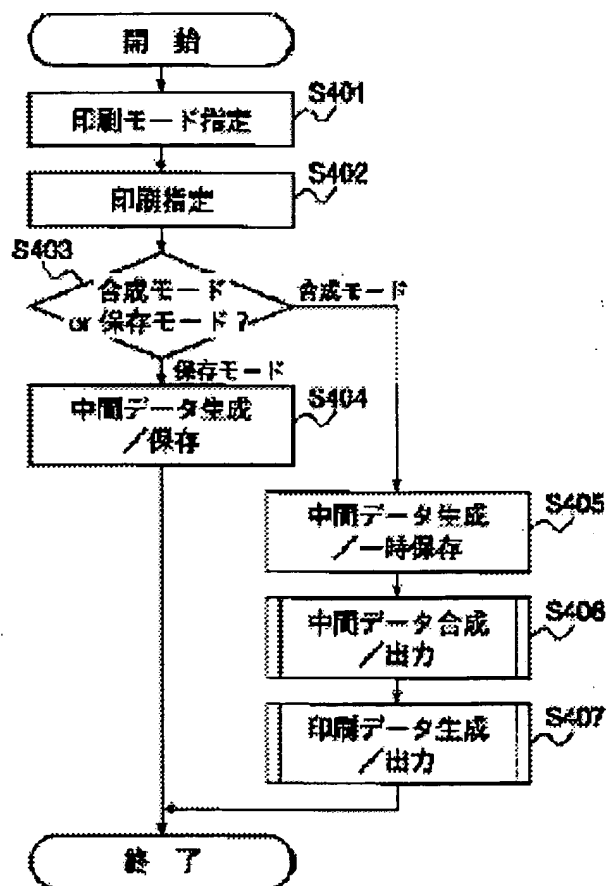 開 始
S401
印刷モード指定
S402
印刷指定
S403
合成モード
or 保存モード?
合成モード
保存モード
S404
中間データ生成
/保存
S405
中間データ生成
/一時保存
S406
中間データ合成
/出力
S407
印刷データ生成
/出力
終 了